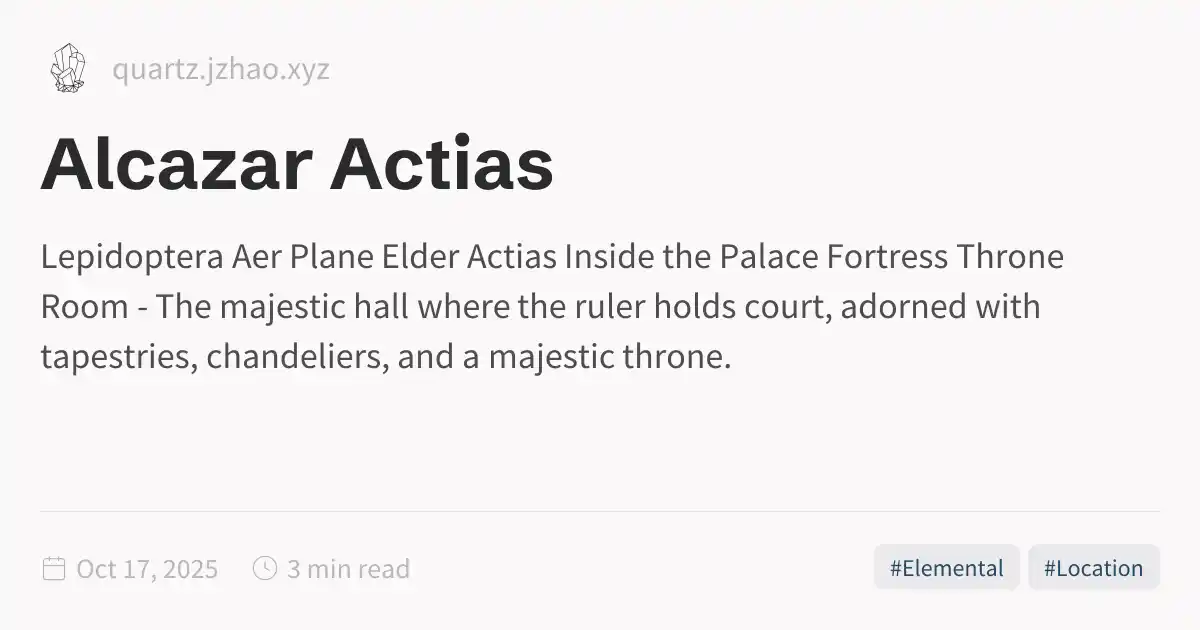 quartz.jzhao.xyz
Alcazar Actias
Lepidoptera Aer Plane Elder Actias Inside the Palace Fortress Throne
Room - The majestic hall where the ruler holds court, adorned with
tapestries, chandeliers, and a majestic throne.
Oct 17, 2025 3 min read #Elemental #Location